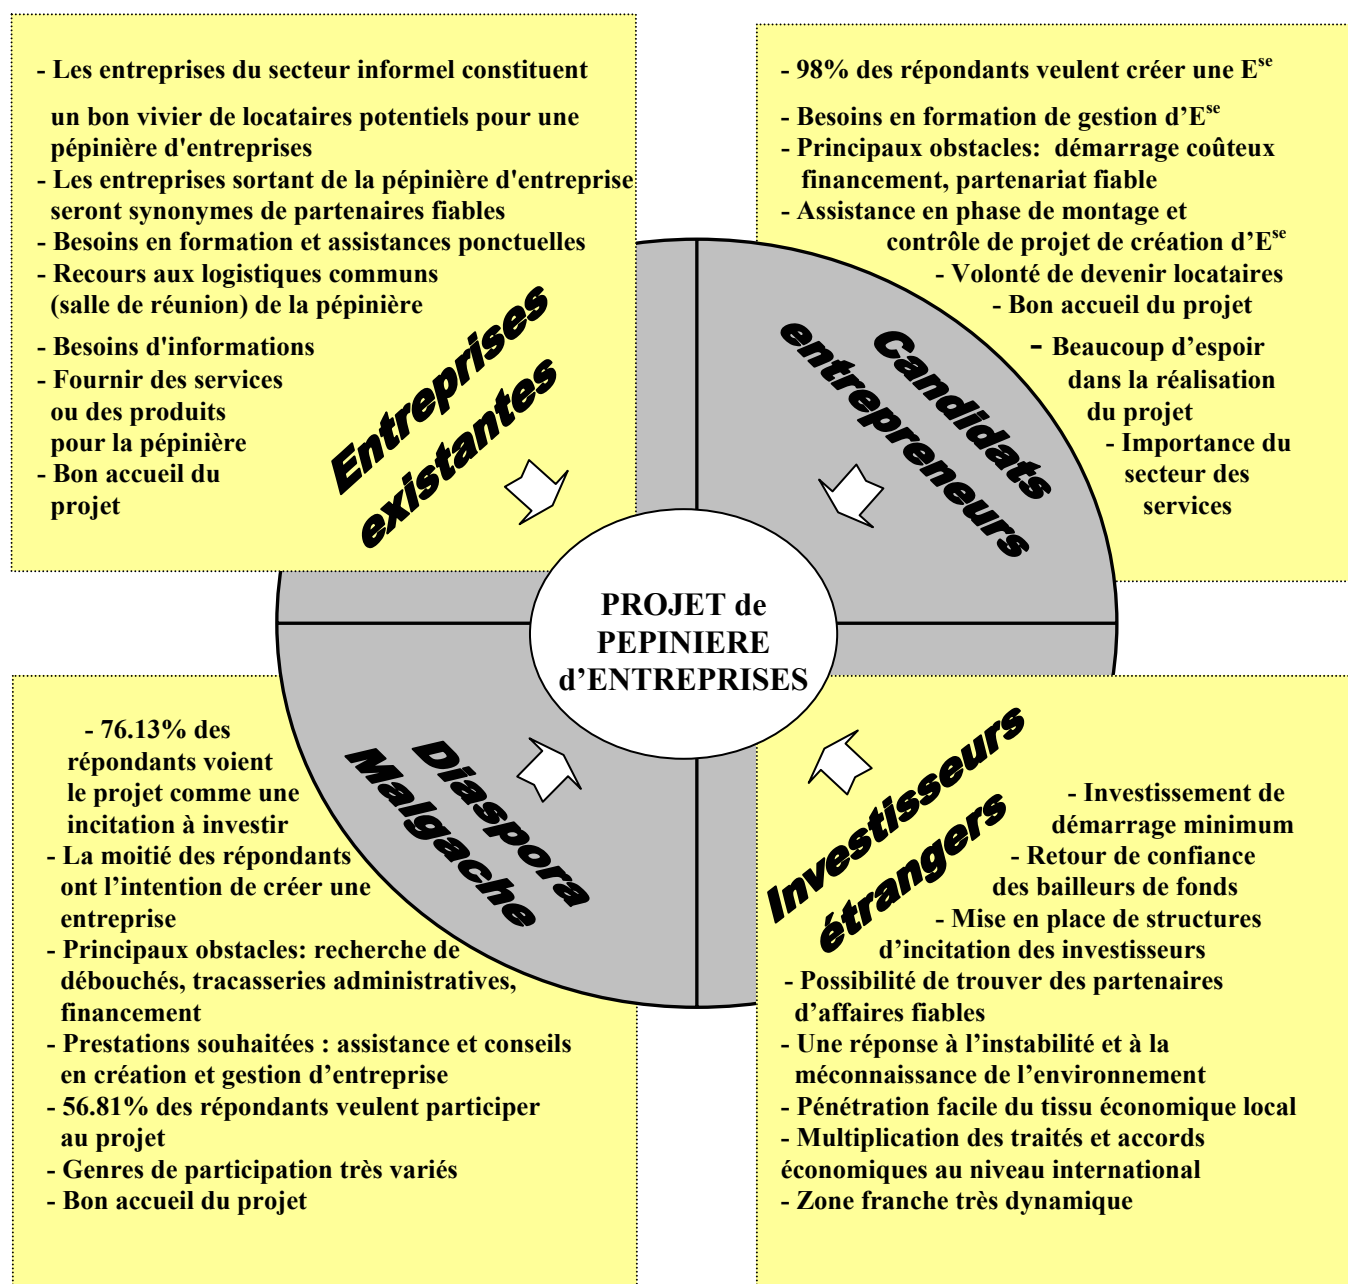 - Les entreprises du secteur informel constituent
un bon vivier de locataires potentiels pour une
pépinière d'entreprises
- Les entreprises sortant de la pépinière d'entreprise
seront synonymes de partenaires fiables
- Besoins en formation et assistances ponctuelles
- Recours aux logistiques communs
(salle de réunion) de la pépinière
- Besoins d'informations
- Fournir des services
ou des produits
pour la pépinière
- Bon accueil du
projet
Entreprises
existantes
- 98% des répondants veulent créer une Ese
- Besoins en formation de gestion d’Ese
- Principaux obstacles: démarrage coûteux
financement, partenariat fiable
- Assistance en phase de montage et
contrôle de projet de création d’Ese
- Volonté de devenir locataires
- Bon accueil du projet
- Beaucoup d’espoir
dans la réalisation
du projet
- Importance du
secteur des
services
Candidats
entrepreneurs
PROJET de
PEPINIERE
d’ENTREPRISES
- 76.13% des
répondants voient
le projet comme une
incitation à investir
- La moitié des répondants
ont l’intention de créer une
entreprise
- Principaux obstacles: recherche de
débouchés, tracasseries administratives,
financement
- Prestations souhaitées : assistance et conseils
en création et gestion d’entreprise
- 56.81% des répondants veulent participer
au projet
- Genres de participation très variés
- Bon accueil du projet
Diaspora
Malgache
Investisseurs
étrangers
- Investissement de
démarrage minimum
- Retour de confiance
des bailleurs de fonds
- Mise en place de structures
d'incitation des investisseurs
- Possibilité de trouver des partenaires
d’affaires fiables
- Une réponse à l’instabilité et à la
méconnaissance de l’environnement
- Pénétration facile du tissu économique local
- Multiplication des traités et accords
économiques au niveau international
- Zone franche très dynamique